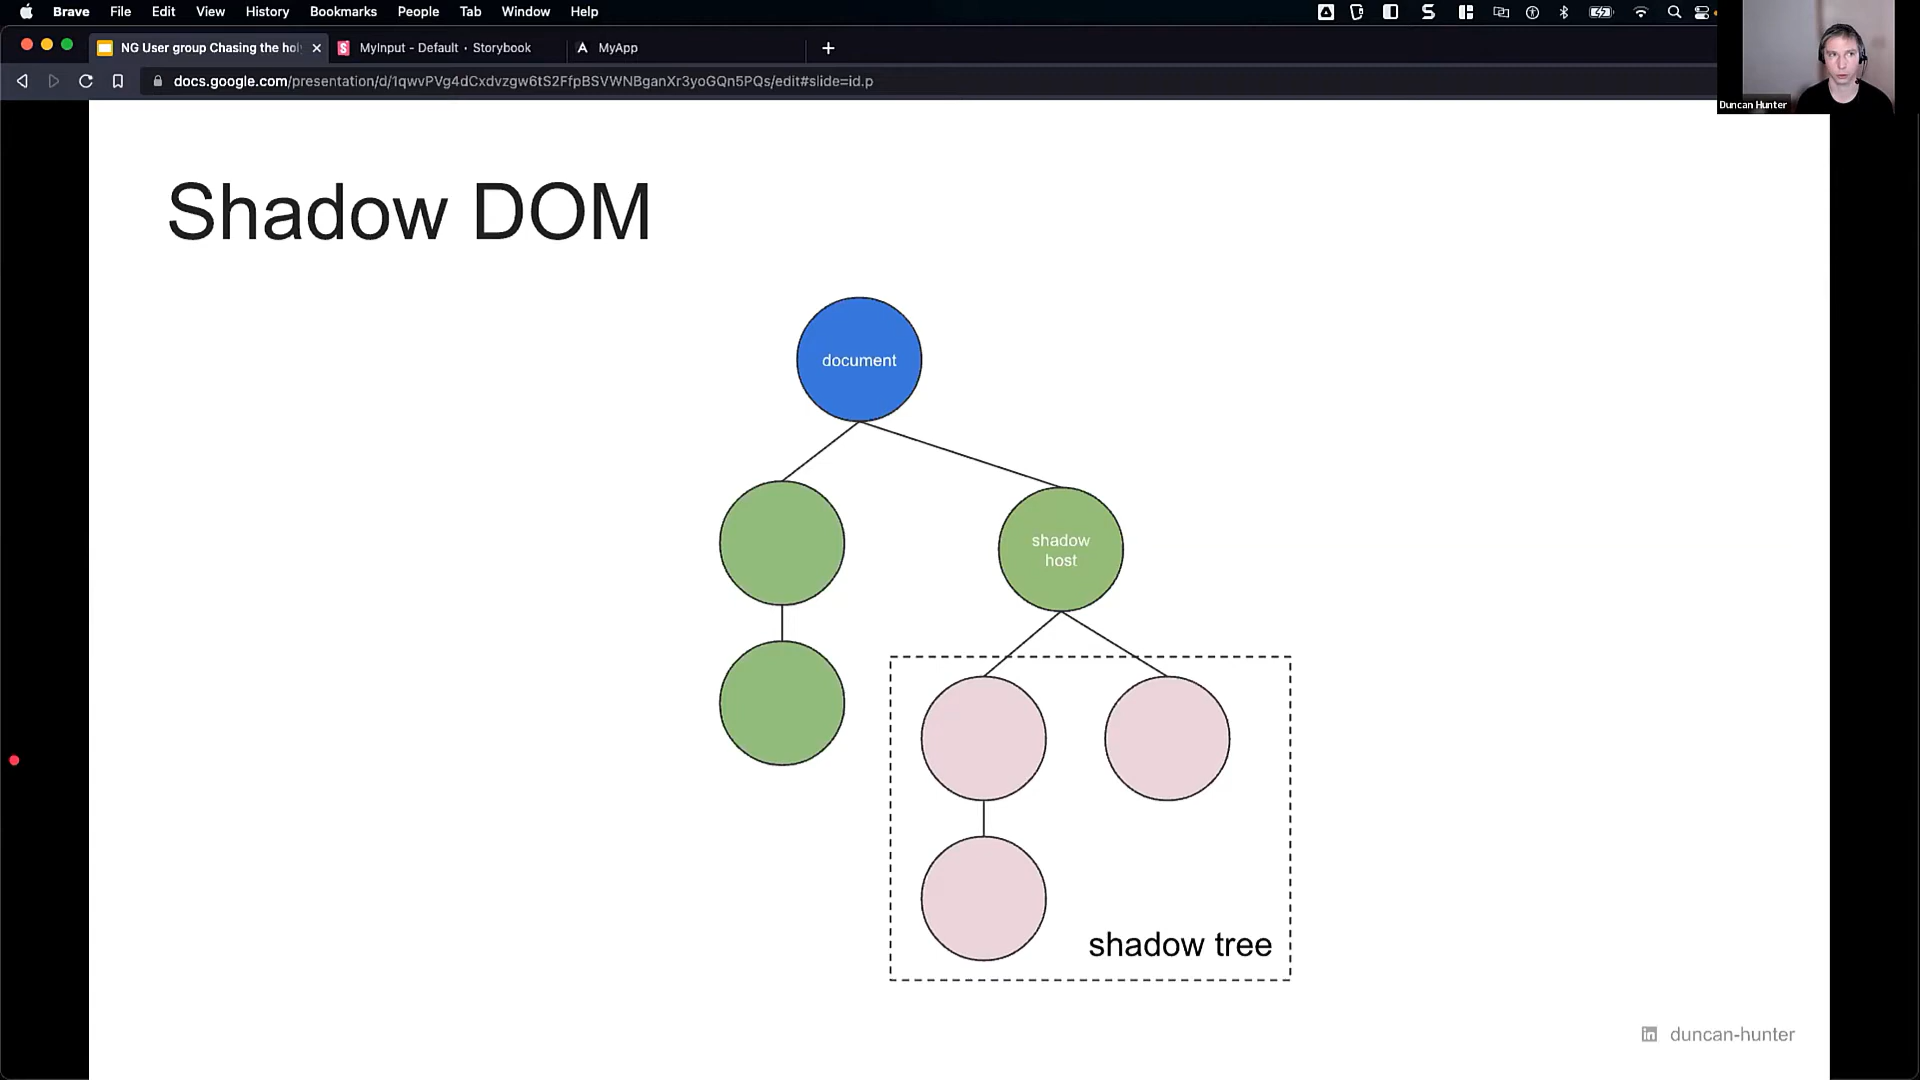 Brave File Edit View History Bookmarks People Tab Window Help
NG User group Chasing the hol
MyInput - Default · Storybook
MyApp
docs.google.com/presentation/d/1qwvPVg4dCxdvzgw6tS2FfpBSVWNBganXr3yoGQn5PQs/edit#slide=id.p
Duncan Hunter
Shadow DOM
document
shadow
host
shadow tree
duncan-hunter